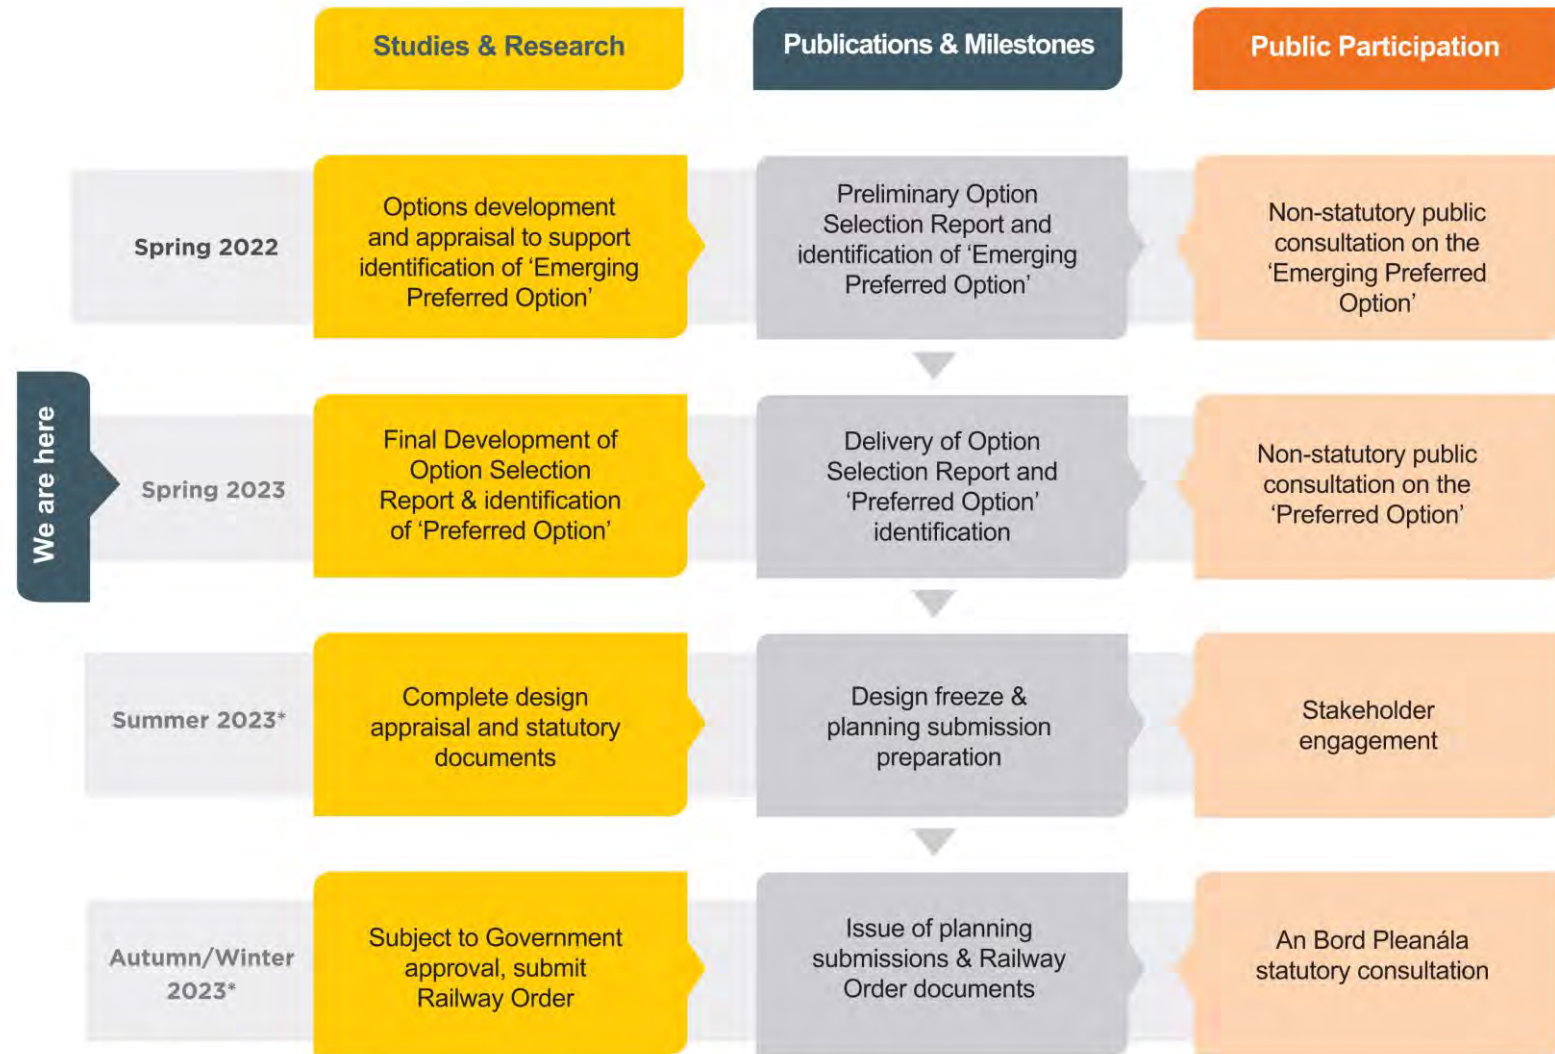 Studies & Research
Publications & Milestones
Public Participation
We are here
Spring 2022
Options development
and appraisal to support
identification of ‘Emerging
Preferred Option’
Preliminary Option
Selection Report and
identification of ‘Emerging
Preferred Option’
Non-statutory public
consultation on the
‘Emerging Preferred
Option’
Spring 2023
Final Development of
Option Selection
Report & identification
of ‘Preferred Option’
Delivery of Option
Selection Report and
‘Preferred Option’
identification
Non-statutory public
consultation on the
‘Preferred Option’
Summer 2023*
Complete design
appraisal and statutory
documents
Design freeze &
planning submission
preparation
Stakeholder
engagement
Autumn/Winter
2023*
Subject to Government
approval, submit
Railway Order
Issue of planning
submissions & Railway
Order documents
An Bord Pleanála
statutory consultation